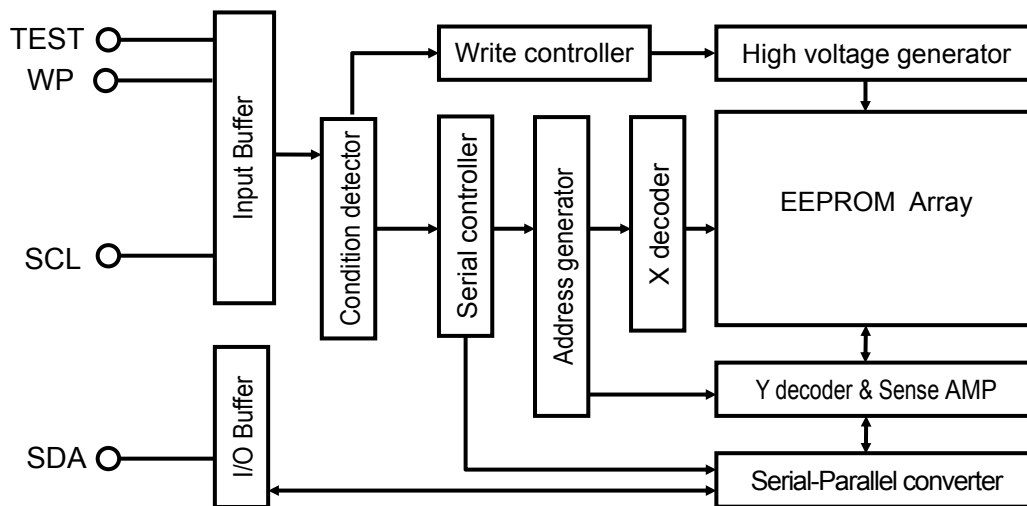 TEST
WP
SCL
SDA
Input Buffer
I/O Buffer
Condition detector
Write controller
Serial controller
Address generator
X decoder
High voltage generator
EEPROM Array
Y decoder & Sense AMP
Serial-Parallel converter